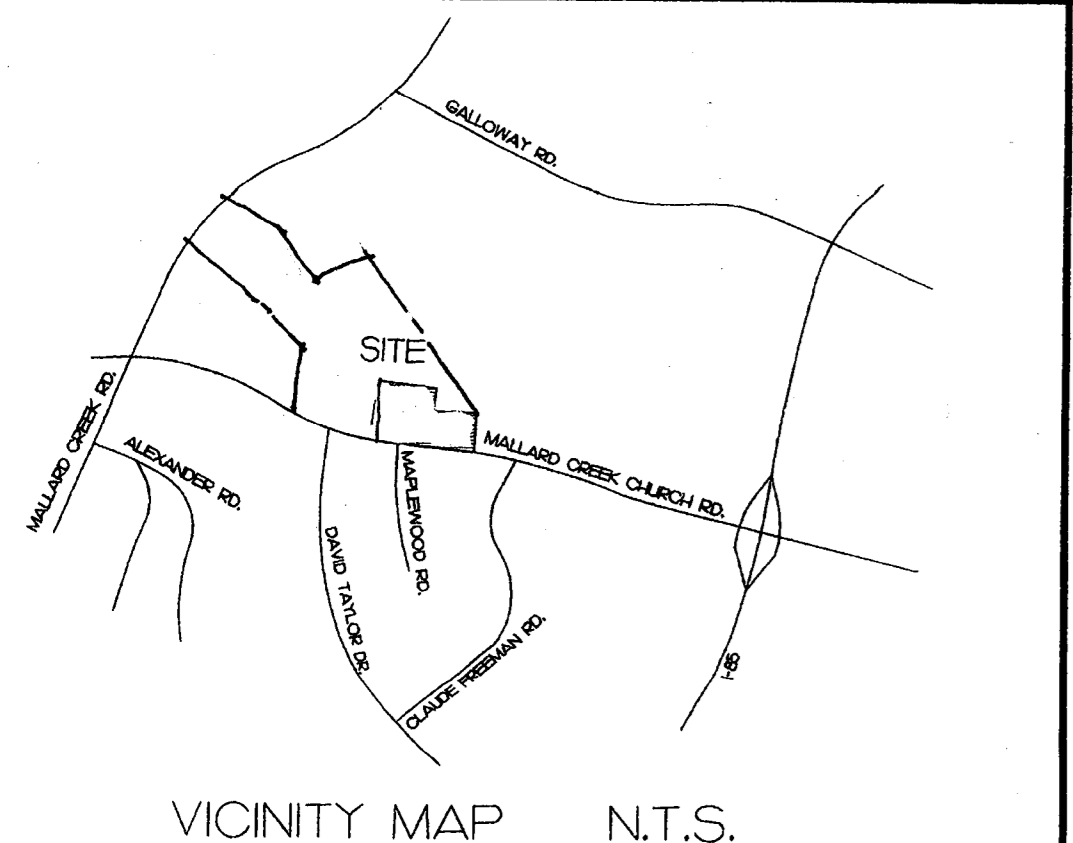 GALLOWAY RD.
SITE
MALLARD CREEK RD.
ALEXANDER RD.
MALLARD CREEK CHURCH RD.
MAPLEWOOD RD.
DAVID TAYLOR DR.
CLAUDE FREEMAN RD.
I-85
VICINITY MAP N.T.S.